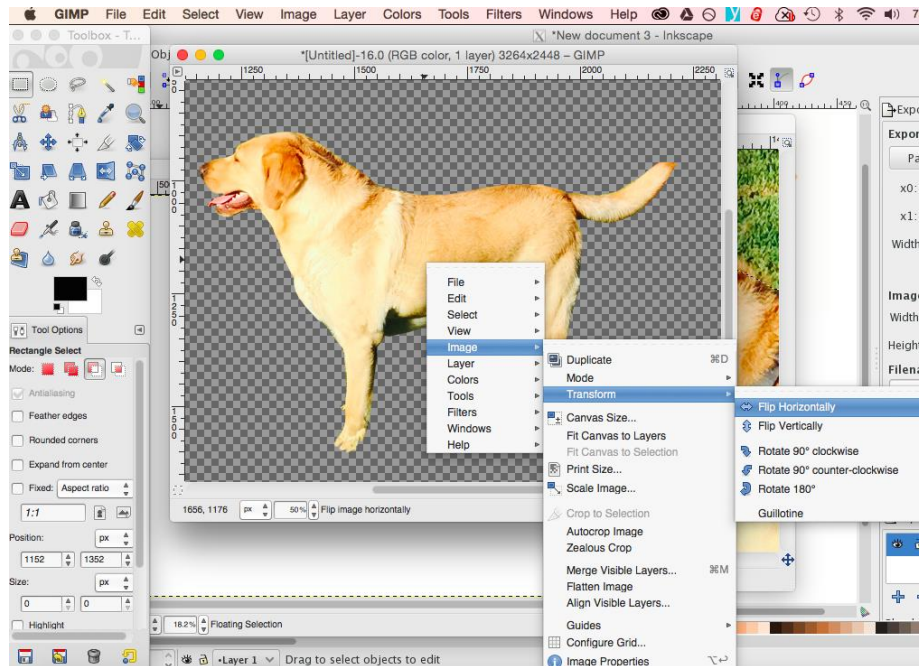 GIMP File Edit Select View Image Layer Colors Tools Filters Windows Help
Toolbox - T...
*New document 3 - Inkscape
Obj
*[Untitled]-16.0 (RGB color, 1 layer) 3264x2448 – GIMP
1250 1500 1750 2000 2250
File
Edit
Select
View
Image
Layer
Colors
Tools
Filters
Windows
Help
Duplicate ⌘D
Mode
Transform
Canvas Size...
Fit Canvas to Layers
Fit Canvas to Selection
Print Size...
Scale Image...
Crop to Selection
Autocrop Image
Zealous Crop
Merge Visible Layers... ⌘M
Flatten Image
Align Visible Layers...
Guides
Configure Grid...
Image Properties
Flip Horizontally
Flip Vertically
Rotate 90° clockwise
Rotate 90° counter-clockwise
Rotate 180°
Guillotine
1656, 1176 px 50% Flip image horizontally
Tool Options
Rectangle Select
Mode:
Antialiasing
Feather edges
Rounded corners
Expand from center
Fixed: Aspect ratio
1:1
Position: px
1152 1352
Size: px
0 0
Highlight
18.2% Floating Selection
Layer 1 Drag to select objects to edit
Expo
Expor
Pa
x0:
x1:
Width
Image
Width
Height
Filena